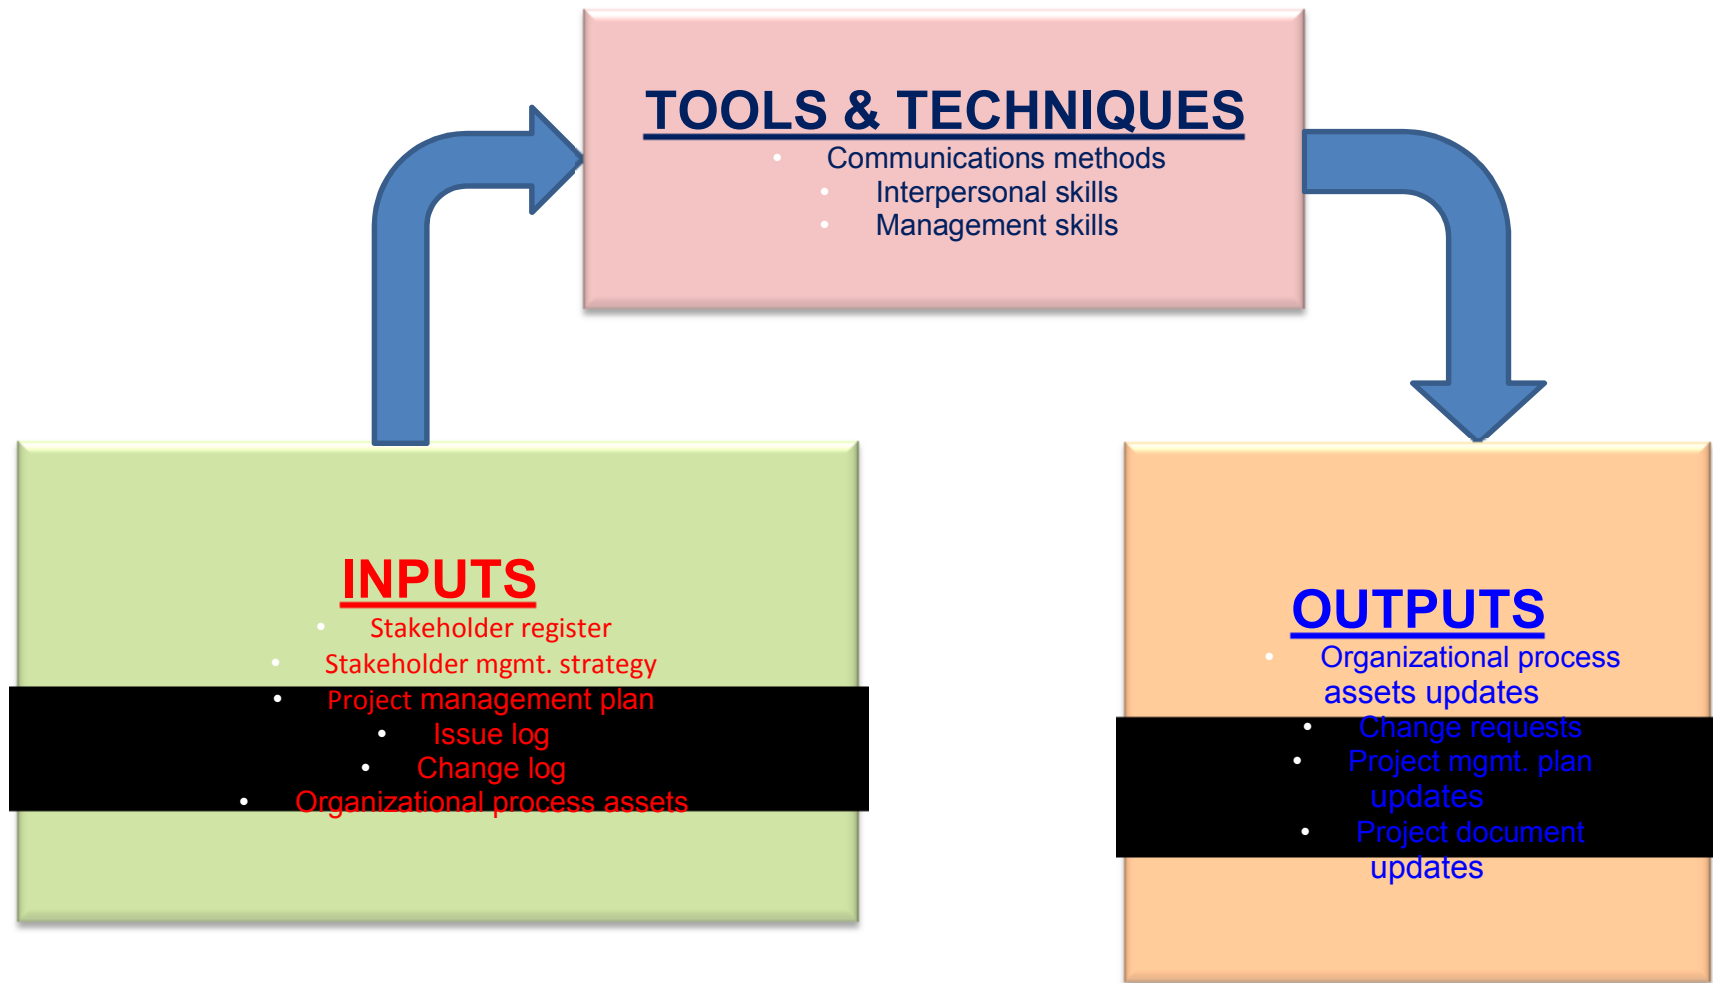 TOOLS & TECHNIQUES
• Communications methods
• Interpersonal skills
• Management skills
INPUTS
• Stakeholder register
• Stakeholder mgmt. strategy
• Project management plan
• Issue log
• Change log
• Organizational process assets
OUTPUTS
• Organizational process
assets updates
• Change requests
• Project mgmt. plan
updates
• Project document
updates